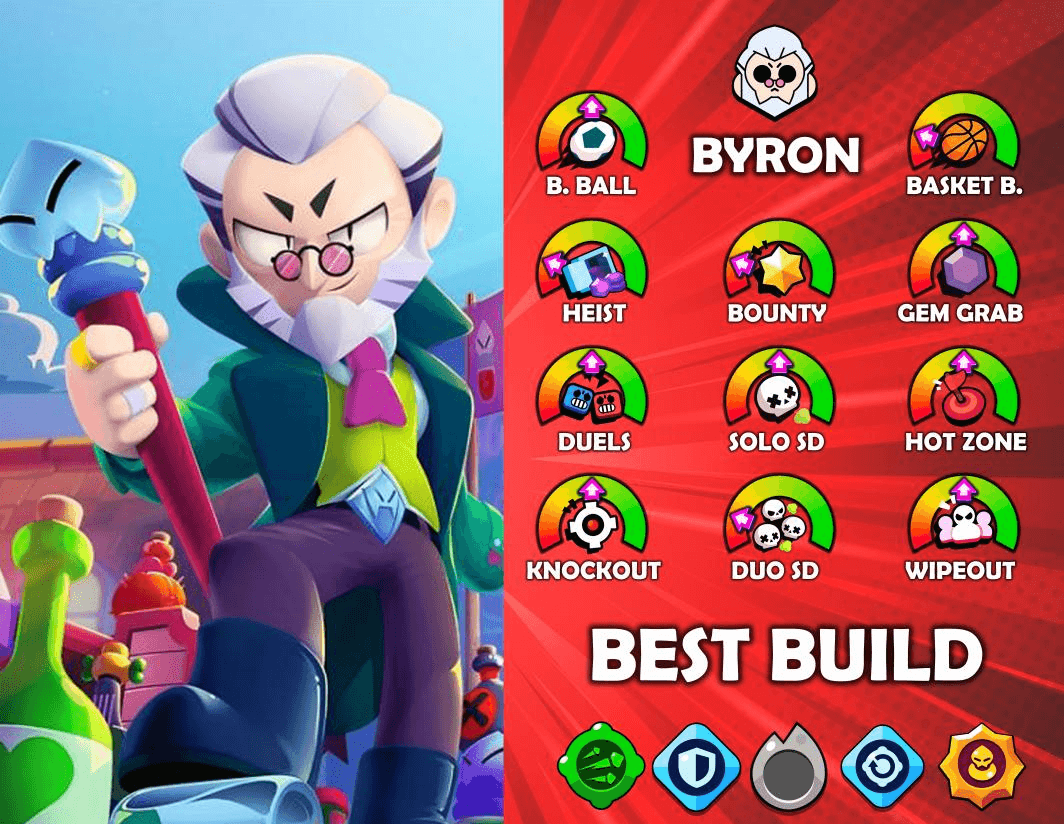 BYRON
B. BALL
BASKET B.
HEIST
BOUNTY
GEM GRAB
DUELS
SOLO SD
HOT ZONE
KNOCKOUT
DUO SD
WIPEOUT
BEST BUILD